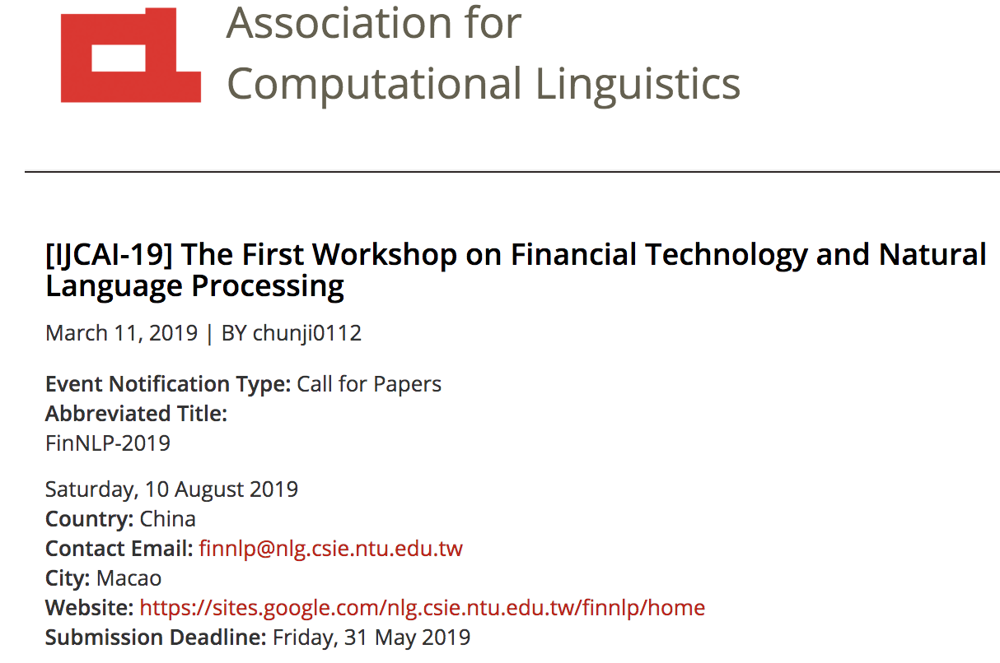 Association for
Computational Linguistics
[IJCAI-19] The First Workshop on Financial Technology and Natural
Language Processing
March 11, 2019 | BY chunji0112
Event Notification Type: Call for Papers
Abbreviated Title:
FinNLP-2019
Saturday, 10 August 2019
Country: China
Contact Email: finnlp@nlg.csie.ntu.edu.tw
City: Macao
Website: https://sites.google.com/nlg.csie.ntu.edu.tw/finnlp/home
Submission Deadline: Friday, 31 May 2019